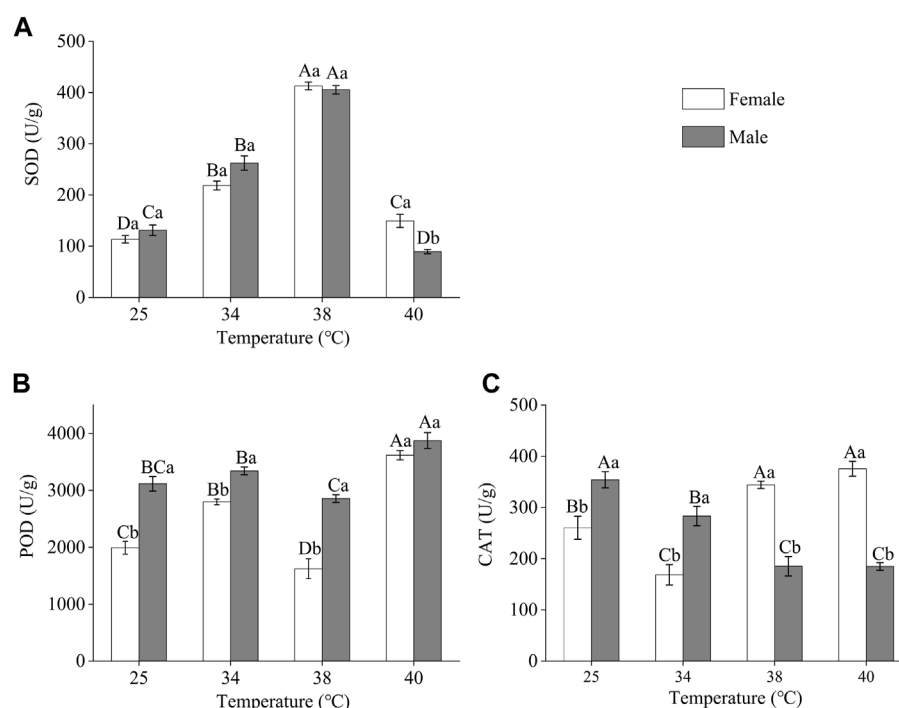 A
500
400
300
200
100
0
SOD (U/g)
Da Ca
Ba Ba
Aa Aa
Ca Db
25 34 38 40
Temperature (℃)
Female
Male
B
4000
3000
2000
1000
0
POD (U/g)
Cb BCa
Bb Ba
Db Ca
Aa Aa
25 34 38 40
Temperature (℃)
C
500
400
300
200
100
0
CAT (U/g)
Bb Aa
Cb Ba
Aa Cb
Aa Cb
25 34 38 40
Temperature (℃)